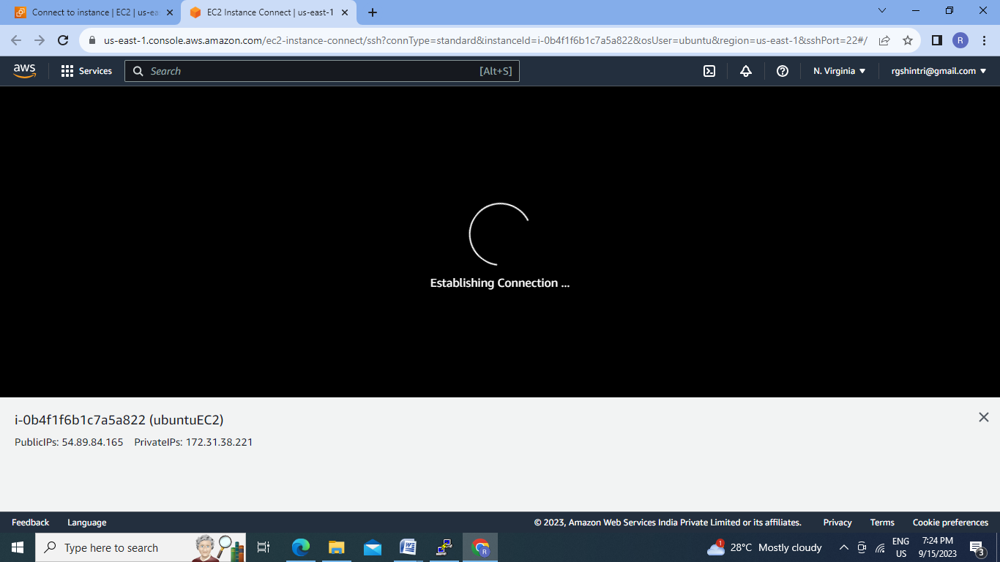 Connect to instance | EC2 | us-ea
EC2 Instance Connect | us-east-1
us-east-1.console.aws.amazon.com/ec2-instance-connect/ssh?connType=standard&instanceId=i-0b4f1f6b1c7a5a822&osUser=ubuntu&region=us-east-1&sshPort=22#/
R
aws
Services
Search
[Alt+S]
N. Virginia
rgshintri@gmail.com
Establishing Connection ...
i-0b4f1f6b1c7a5a822 (ubuntuEC2)
PublicIPs: 54.89.84.165 PrivateIPs: 172.31.38.221
Feedback
Language
© 2023, Amazon Web Services India Private Limited or its affiliates.
Privacy
Terms
Cookie preferences
Type here to search
W
R
1
28°C Mostly cloudy
ENG
US
7:24 PM
9/15/2023
3